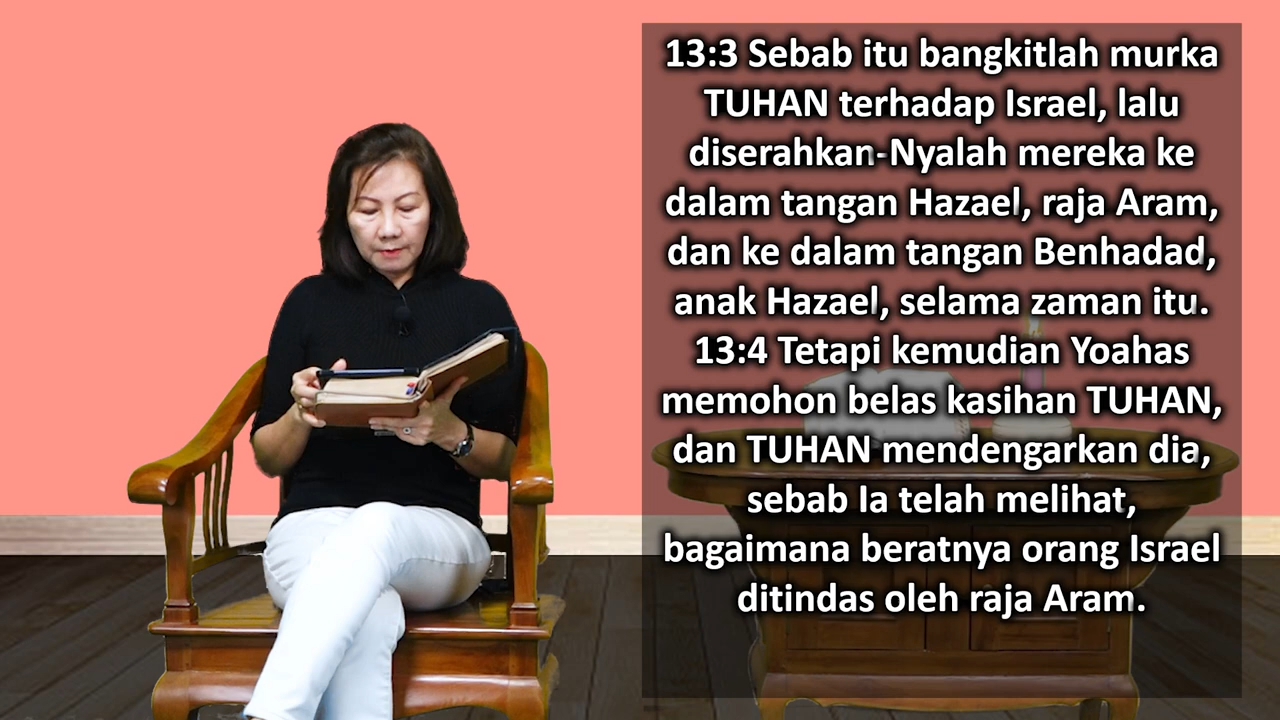 13:3 Sebab itu bangkitlah murka
TUHAN terhadap Israel, lalu
diserahkan-Nyalah mereka ke
dalam tangan Hazael, raja Aram,
dan ke dalam tangan Benhadad,
anak Hazael, selama zaman itu.
13:4 Tetapi kemudian Yoahas
memohon belas kasihan TUHAN,
dan TUHAN mendengarkan dia,
sebab Ia telah melihat,
bagaimana beratnya orang Israel
ditindas oleh raja Aram.